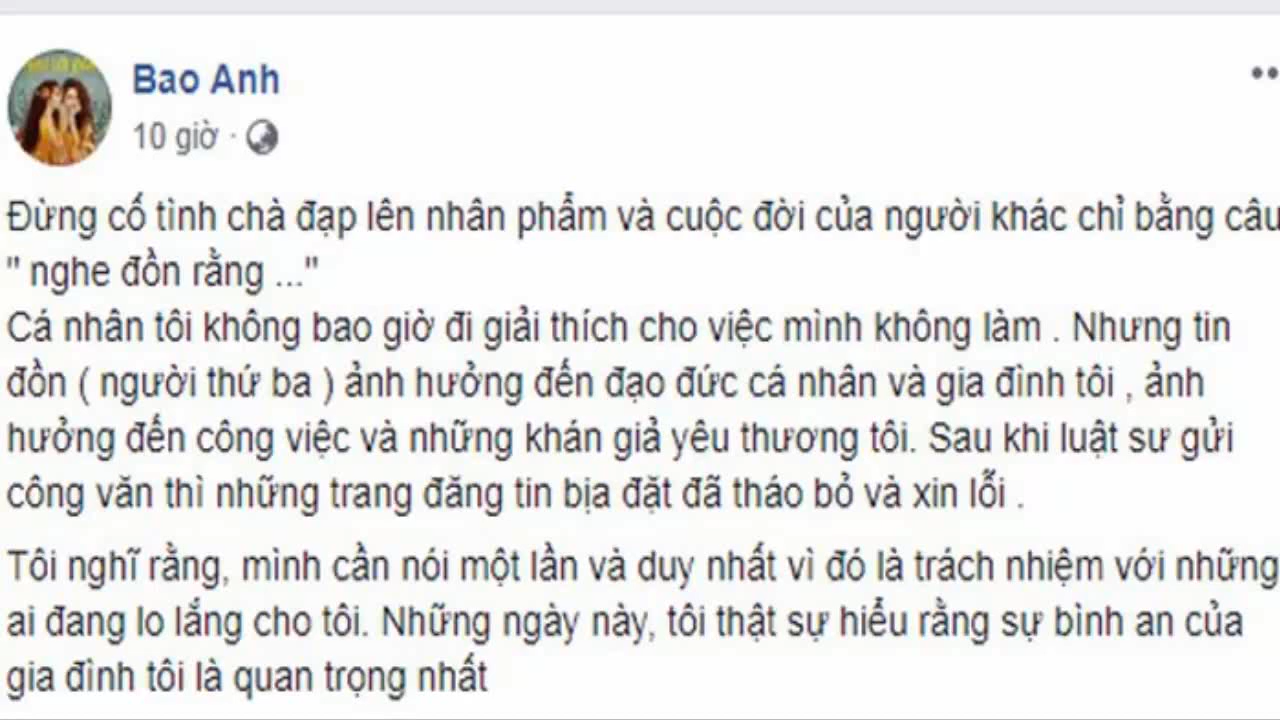 Bao Anh
10 giờ ·
Đừng cố tình chà đạp lên nhân phẩm và cuộc đời của người khác chỉ bằng câu
" nghe đồn rằng ..."
Cá nhân tôi không bao giờ đi giải thích cho việc mình không làm . Nhưng tin
đồn ( người thứ ba ) ảnh hưởng đến đạo đức cá nhân và gia đình tôi , ảnh
hưởng đến công việc và những khán giả yêu thương tôi. Sau khi luật sư gửi
công văn thì những trang đăng tin bịa đặt đã tháo bỏ và xin lỗi .
Tôi nghĩ rằng, mình cần nói một lần và duy nhất vì đó là trách nhiệm với những
ai đang lo lắng cho tôi. Những ngày này, tôi thật sự hiểu rằng sự bình an của
gia đình tôi là quan trọng nhất